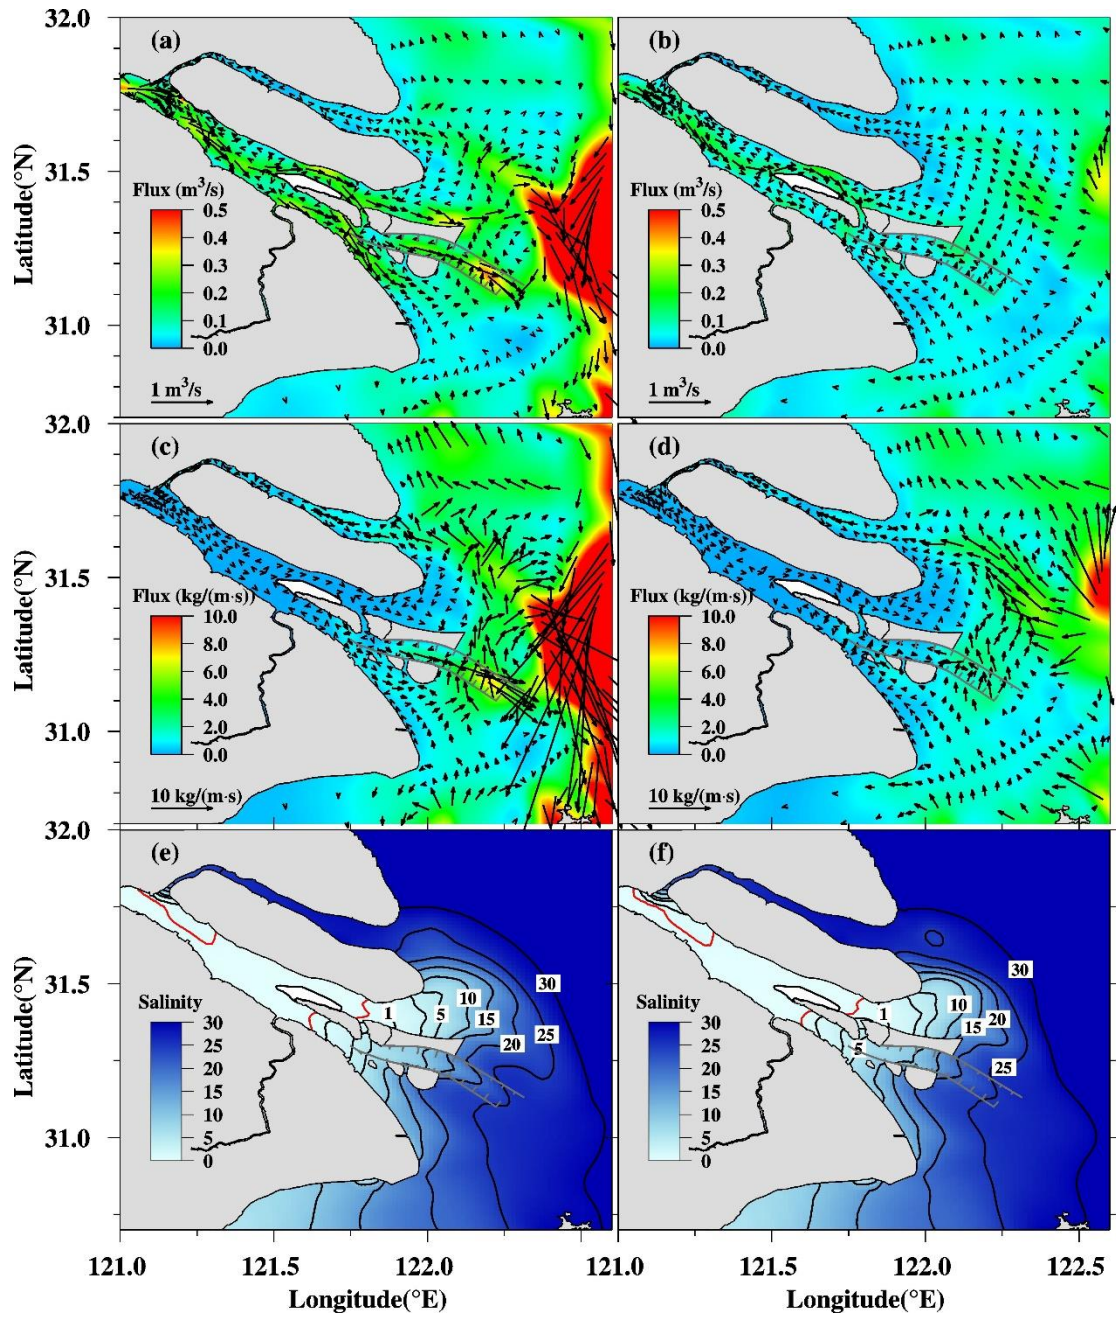 32.0
(a)
(b)
31.5
Flux (m³/s)
0.5
0.4
0.3
0.2
0.1
0.0
1 m³/s
Flux (m³/s)
0.5
0.4
0.3
0.2
0.1
0.0
1 m³/s
31.0
Latitude(°N)
32.0
(c)
(d)
31.5
Flux (kg/(m·s)
10.0
8.0
6.0
4.0
2.0
0.0
10 kg/(m·s)
Flux (kg/(m·s)
10.0
8.0
6.0
4.0
2.0
0.0
10 kg/(m·s)
31.0
Latitude(°N)
32.0
(e)
(f)
31.5
Salinity
30
25
20
15
10
5
0
1
5
10
15
20
25
30
Salinity
30
25
20
15
10
5
0
1
5
10
15
20
25
30
31.0
Latitude(°N)
121.0 121.5 122.0 121.0 121.5 122.0 122.5
Longitude(°E) Longitude(°E)